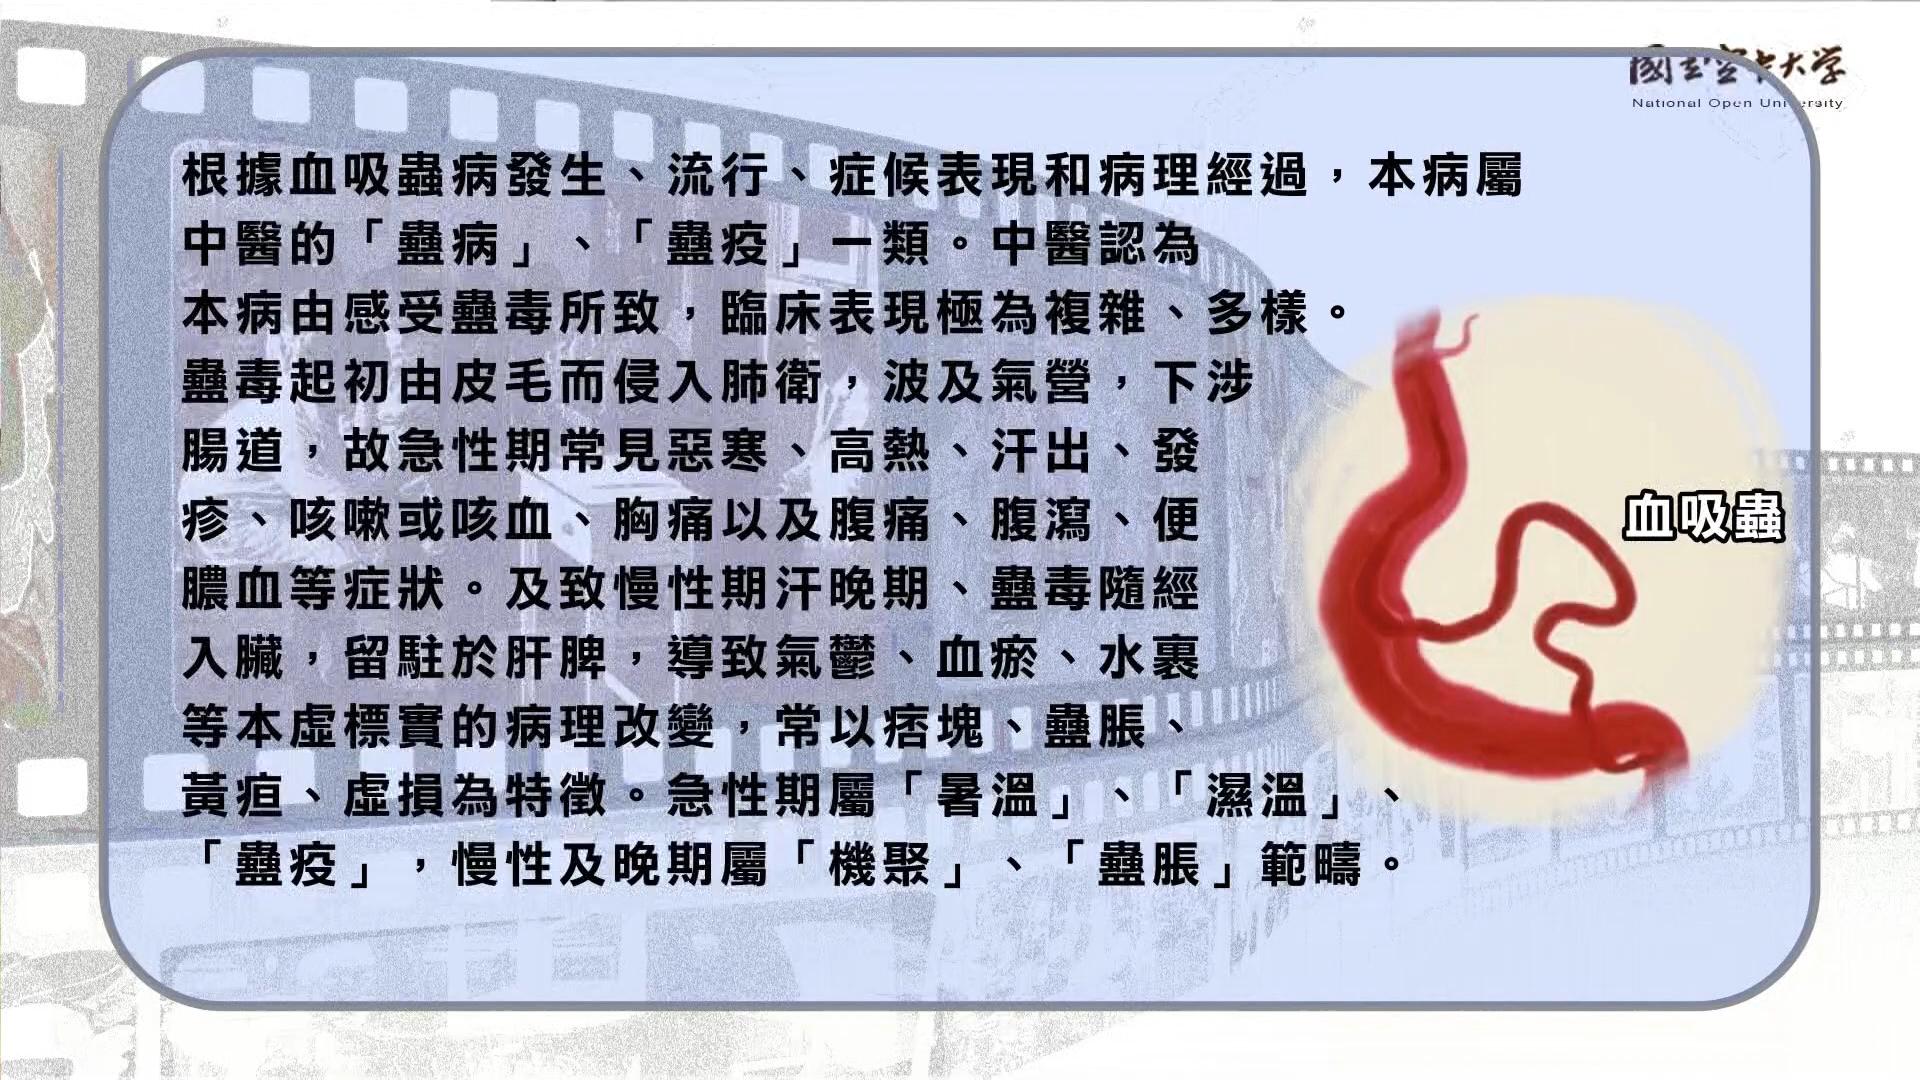 國立空中大学
National Open University
根據血吸蟲病發生、流行、症候表現和病理經過，本病屬
中醫的「蠱病」、「蠱疫」一類。中醫認為
本病由感受蠱毒所致，臨床表現極為複雜、多樣。
蠱毒起初由皮毛而侵入肺衛，波及氣營，下涉
腸道，故急性期常見惡寒、高熱、汗出、發
疹、咳嗽或咳血、胸痛以及腹痛、腹瀉、便
膿血等症狀。及致慢性期汗晚期、蠱毒隨經
入臟，留駐於肝脾，導致氣鬱、血瘀、水裹
等本虛標實的病理改變，常以痞塊、蠱脹、
黃疸、虛損為特徵。急性期屬「暑溫」、「濕溫」、
「蠱疫」，慢性及晚期屬「機聚」、「蠱脹」範疇。
血吸蟲